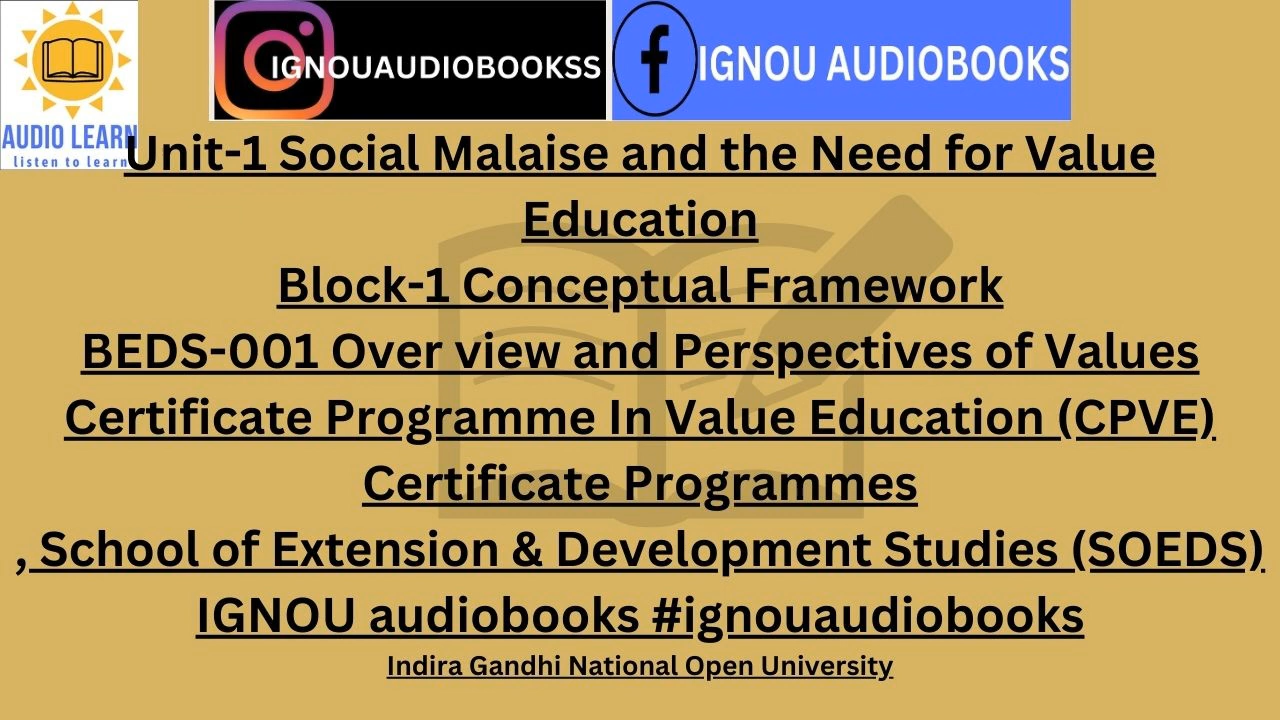 IGNOUAUDIOBOOKSS
IGNOU AUDIOBOOKS
AUDIO LEARN
listen to learn
Unit-1 Social Malaise and the Need for Value
Education
Block-1 Conceptual Framework
BEDS-001 Over view and Perspectives of Values
Certificate Programme In Value Education (CPVE)
Certificate Programmes
, School of Extension & Development Studies (SOEDS)
IGNOU audiobooks #ignouaudiobooks
Indira Gandhi National Open University